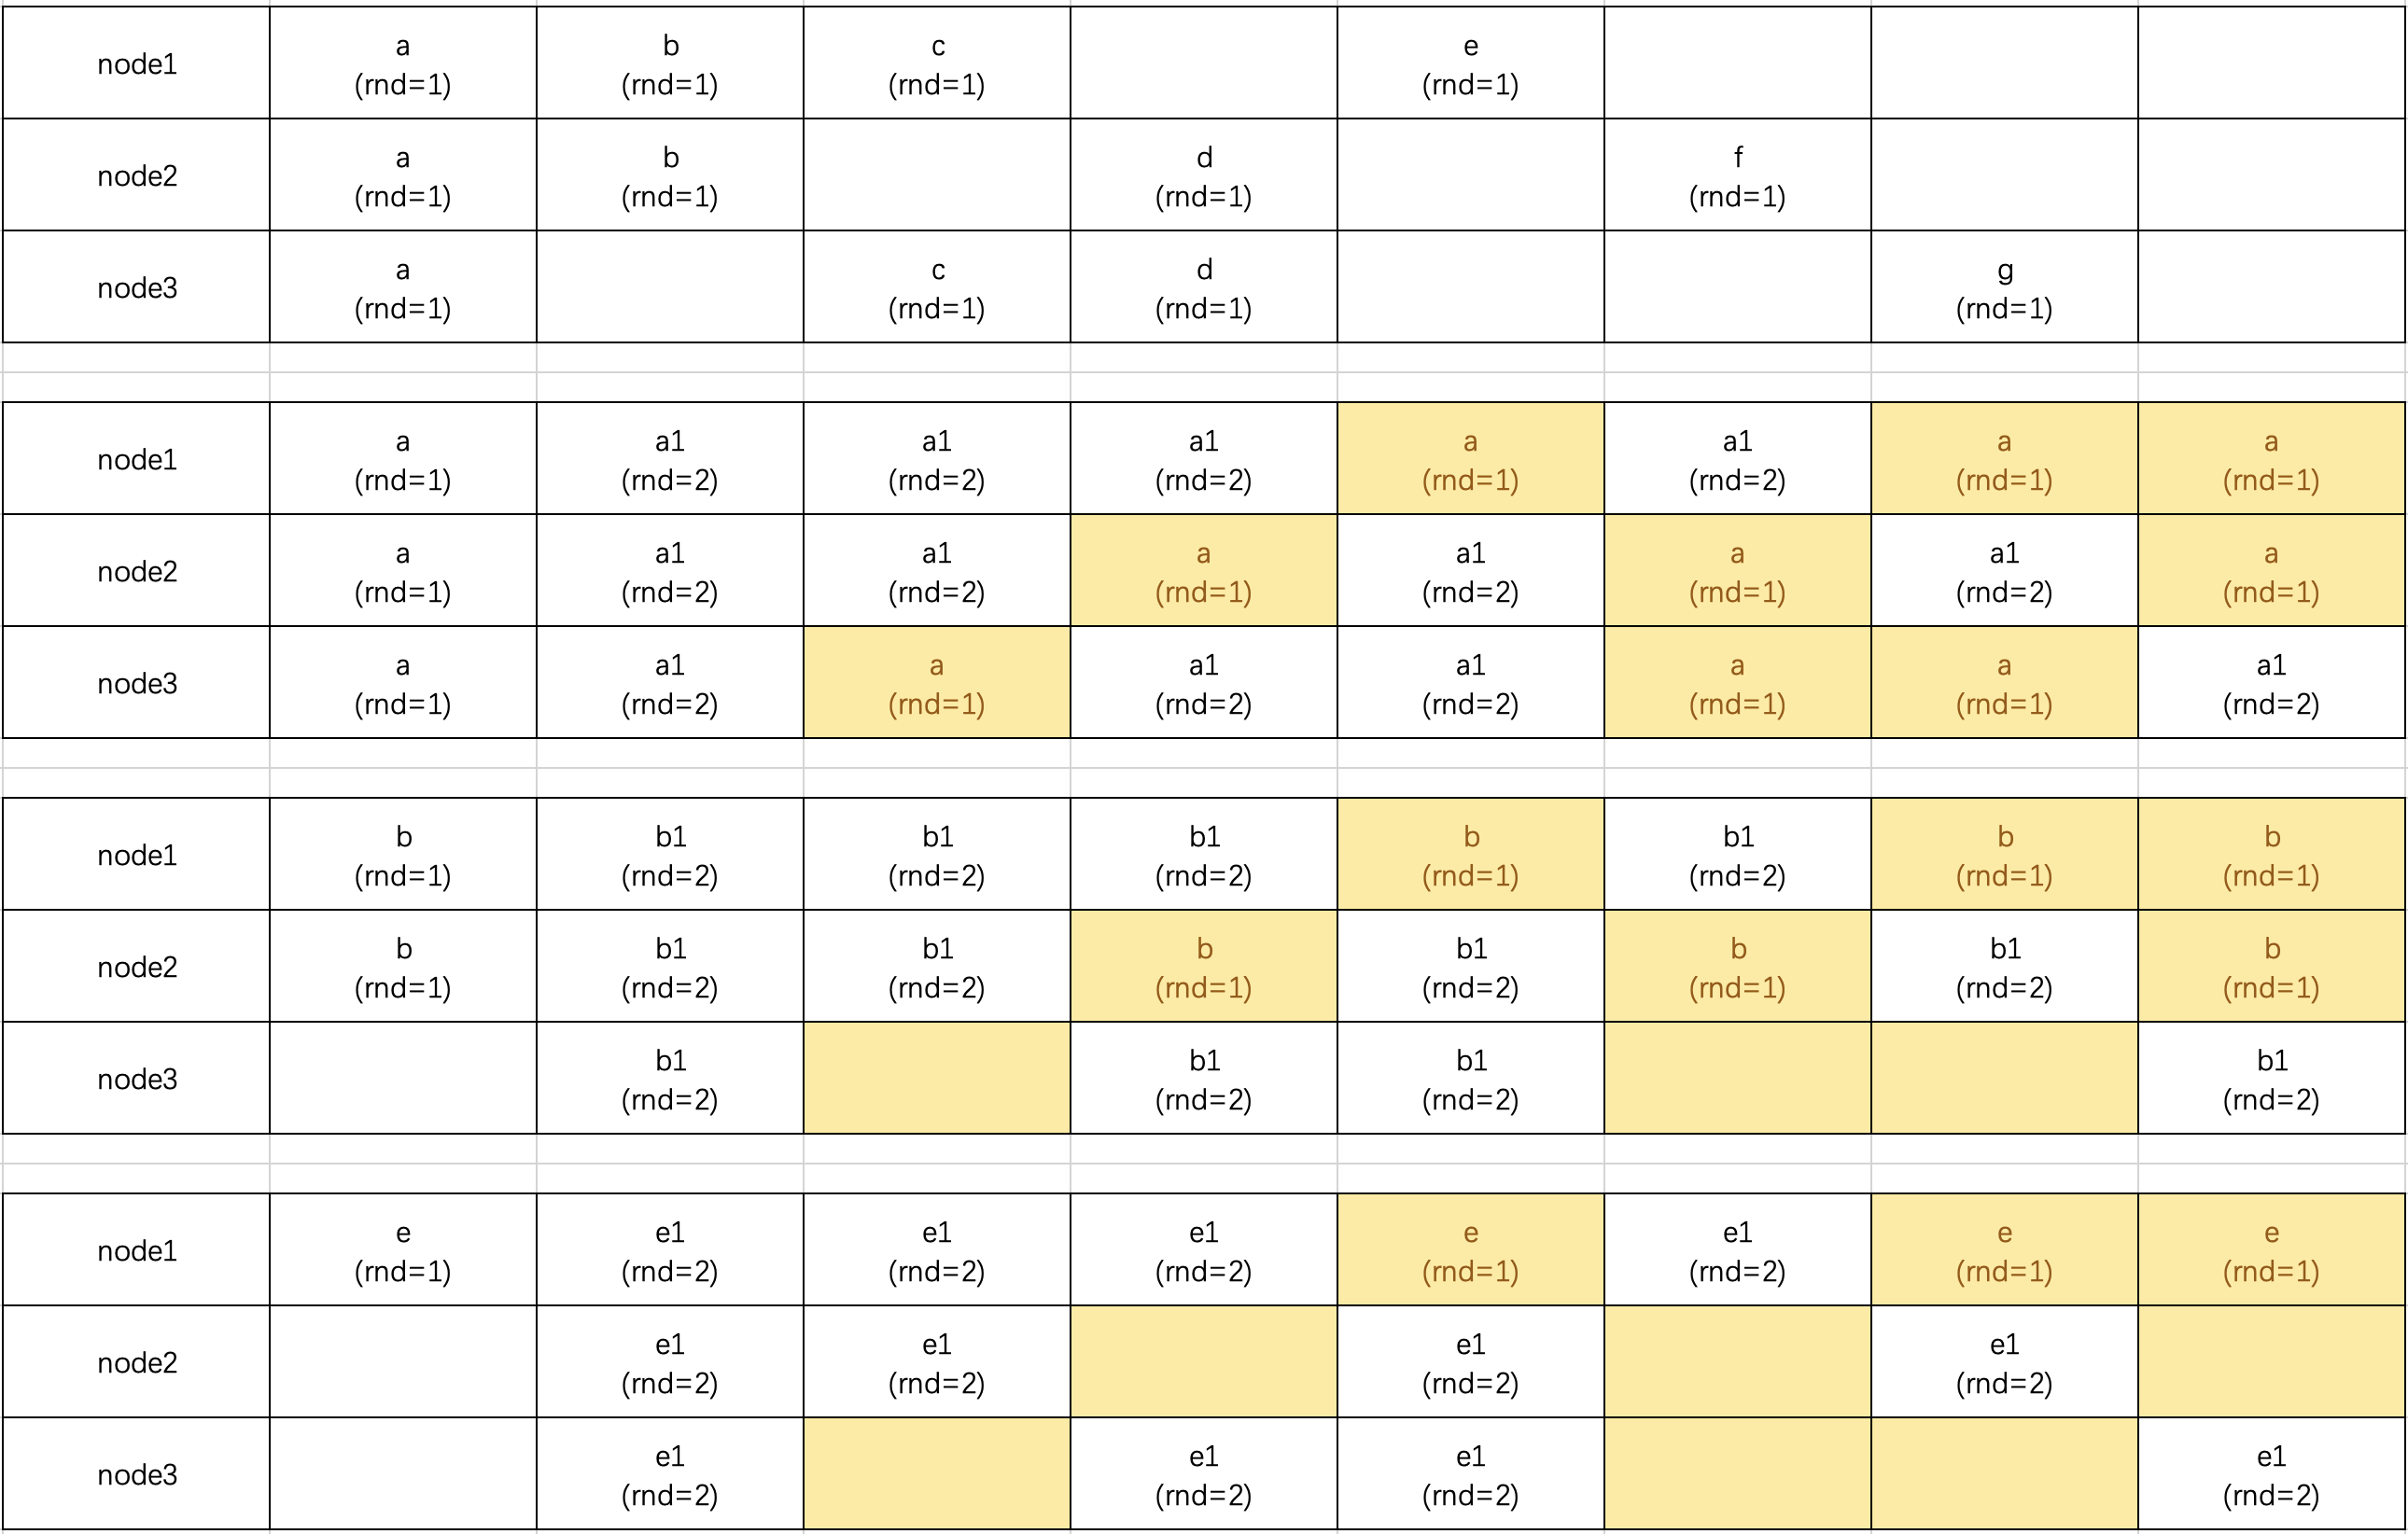 node1
a
(rnd=1)
b
(rnd=1)
c
(rnd=1)
e
(rnd=1)
node2
a
(rnd=1)
b
(rnd=1)
d
(rnd=1)
f
(rnd=1)
node3
a
(rnd=1)
c
(rnd=1)
d
(rnd=1)
g
(rnd=1)
node1
a
(rnd=1)
a1
(rnd=2)
a1
(rnd=2)
a1
(rnd=2)
a
(rnd=1)
a1
(rnd=2)
a
(rnd=1)
a
(rnd=1)
node2
a
(rnd=1)
a1
(rnd=2)
a1
(rnd=2)
a
(rnd=1)
a1
(rnd=2)
a
(rnd=1)
a1
(rnd=2)
a
(rnd=1)
node3
a
(rnd=1)
a1
(rnd=2)
a
(rnd=1)
a1
(rnd=2)
a1
(rnd=2)
a
(rnd=1)
a
(rnd=1)
a1
(rnd=2)
node1
b
(rnd=1)
b1
(rnd=2)
b1
(rnd=2)
b1
(rnd=2)
b
(rnd=1)
b1
(rnd=2)
b
(rnd=1)
b
(rnd=1)
node2
b
(rnd=1)
b1
(rnd=2)
b1
(rnd=2)
b
(rnd=1)
b1
(rnd=2)
b
(rnd=1)
b1
(rnd=2)
b
(rnd=1)
node3
b1
(rnd=2)
b1
(rnd=2)
b1
(rnd=2)
b1
(rnd=2)
node1
e
(rnd=1)
e1
(rnd=2)
e1
(rnd=2)
e1
(rnd=2)
e
(rnd=1)
e1
(rnd=2)
e
(rnd=1)
e
(rnd=1)
node2
e1
(rnd=2)
e1
(rnd=2)
e1
(rnd=2)
e1
(rnd=2)
node3
e1
(rnd=2)
e1
(rnd=2)
e1
(rnd=2)
e1
(rnd=2)